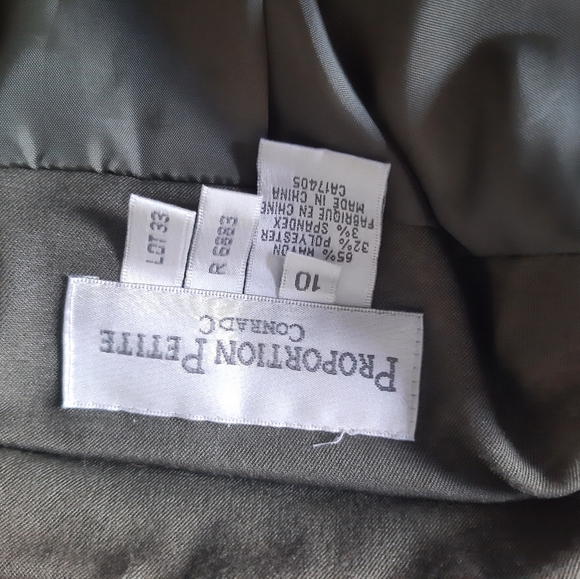 PROPORTION PETITE
CONRAD C
10
65% RAYON
32% POLYESTER
3% SPANDEX
FABRIQUE EN CHINE
MADE IN CHINA
CA17405
R 6883
LOT 33